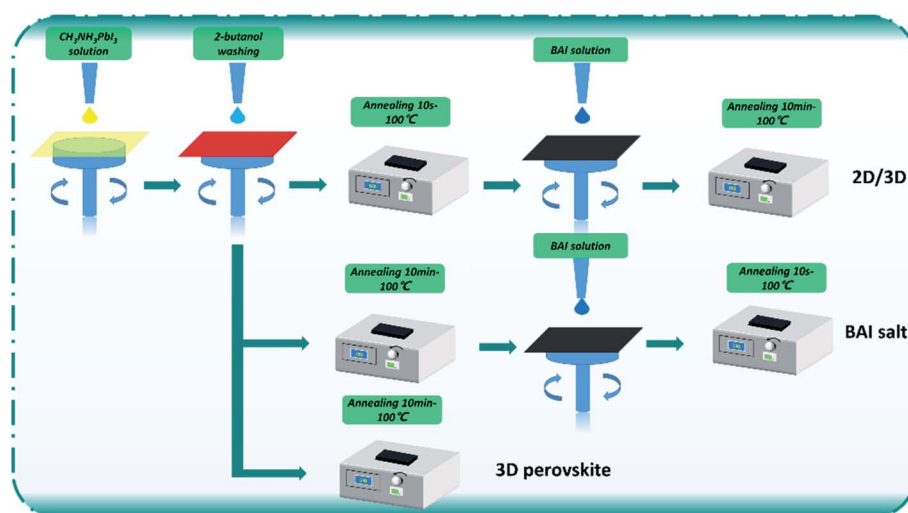 CH₃NH₃PbI₃
solution
2-butanol
washing
BAI solution
Annealing 10s-
100℃
Annealing 10min-
100℃
2D/3D
BAI solution
Annealing 10min-
100℃
Annealing 10s-
100℃
BAI salt
Annealing 10min-
100℃
3D perovskite